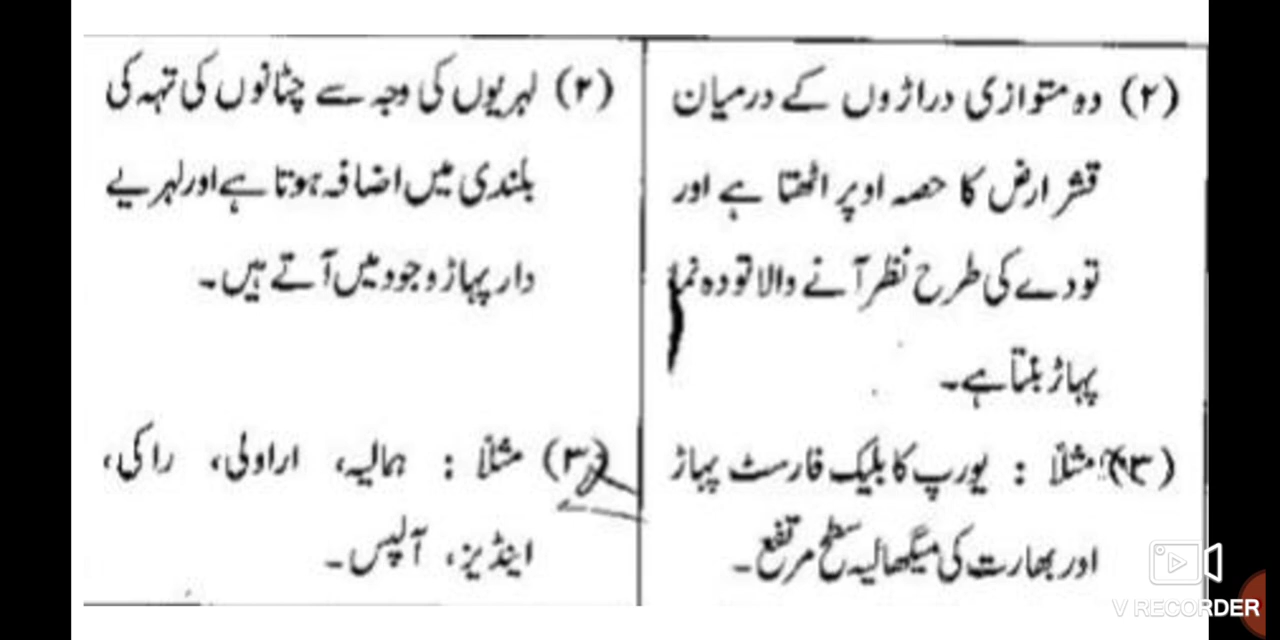 (۲) وہ متوازی دراڑوں کے درمیان
قشر ارض کا حصہ اوپر اٹھتا ہے اور
تودے کی طرح نظر آنے والا تودہ نما
پہاڑ بنتا ہے۔
(۳) مثلاً : یورپ کا بلیک فارسٹ پہاڑ
اور بھارت کی میگھالیہ سطح مرتفع۔
(۲) لہریوں کی وجہ سے چٹانوں کی تہہ کی
بلندی میں اضافہ ہوتا ہے اور لہریے
دار پہاڑ وجود میں آتے ہیں۔
(۳) مثلاً : ہمالیہ، اراولی، راکی،
اینڈیز، آلپس۔
V RECORDER